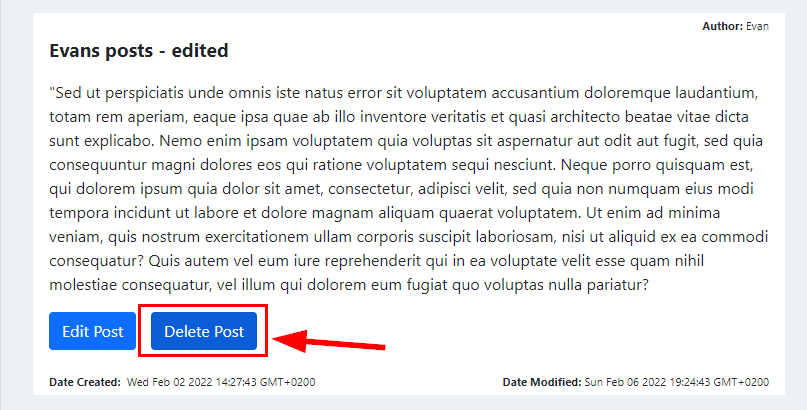 Author: Evan
Evans posts - edited
"Sed ut perspiciatis unde omnis iste natus error sit voluptatem accusantium doloremque laudantium,
totam rem aperiam, eaque ipsa quae ab illo inventore veritatis et quasi architecto beatae vitae dicta
sunt explicabo. Nemo enim ipsam voluptatem quia voluptas sit aspernatur aut odit aut fugit, sed quia
consequuntur magni dolores eos qui ratione voluptatem sequi nesciunt. Neque porro quisquam est,
qui dolorem ipsum quia dolor sit amet, consectetur, adipisci velit, sed quia non numquam eius modi
tempora incidunt ut labore et dolore magnam aliquam quaerat voluptatem. Ut enim ad minima
veniam, quis nostrum exercitationem ullam corporis suscipit laboriosam, nisi ut aliquid ex ea commodi
consequatur? Quis autem vel eum iure reprehenderit qui in ea voluptate velit esse quam nihil
molestiae consequatur, vel illum qui dolorem eum fugiat quo voluptas nulla pariatur?
Edit Post Delete Post
Date Created: Wed Feb 02 2022 14:27:43 GMT+0200 Date Modified: Sun Feb 06 2022 19:24:43 GMT+0200